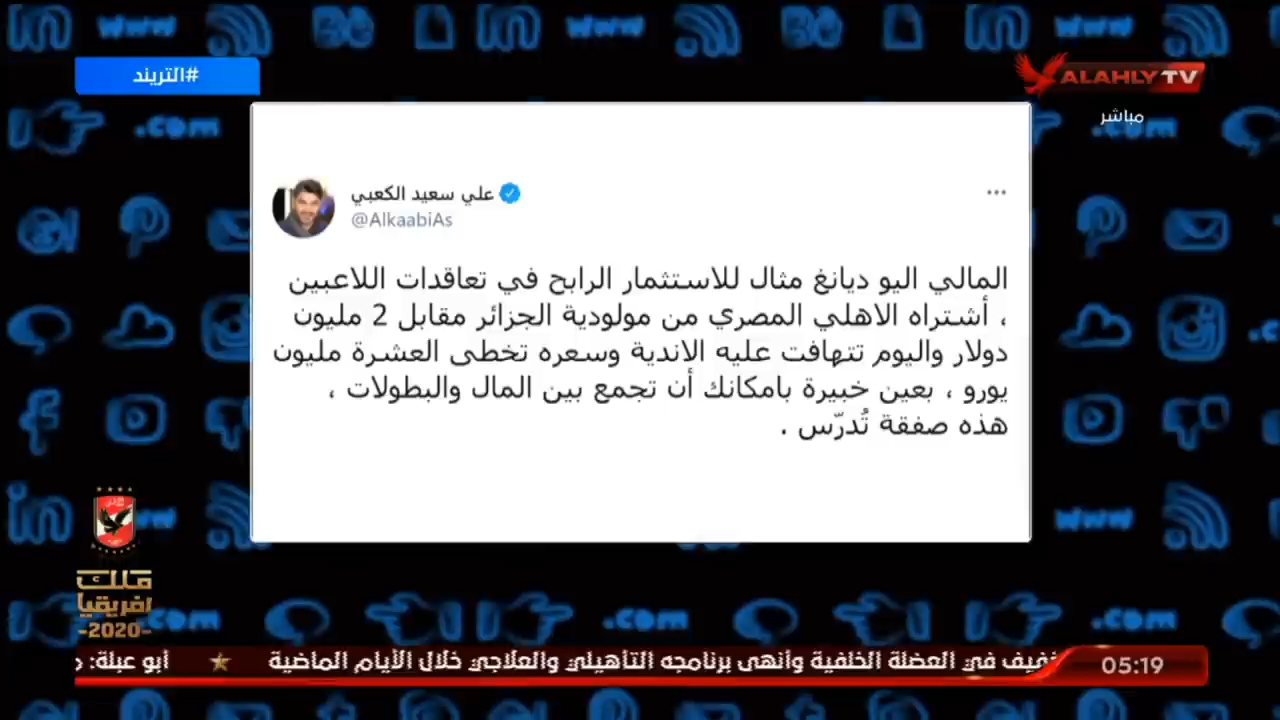 #التريند
ALAHLY TV
مباشر
علي سعيد الكعبي
@AlkaabiAs
المالي اليو ديانغ مثال للاستثمار الرابح في تعاقدات اللاعبين
، أشتراه الاهلي المصري من مولودية الجزائر مقابل 2 مليون
دولار واليوم تتهافت عليه الاندية وسعره تخطى العشرة مليون
يورو ، بعين خبيرة بامكانك أن تجمع بين المال والبطولات ،
هذه صفقة تُدرّس .
ملك
افريقيا
-2020-
في العضلة الخلفية وأنهى برنامجه التأهيلي والعلاجي خلال الأيام الماضية ★ أبو عبلة:
05:19